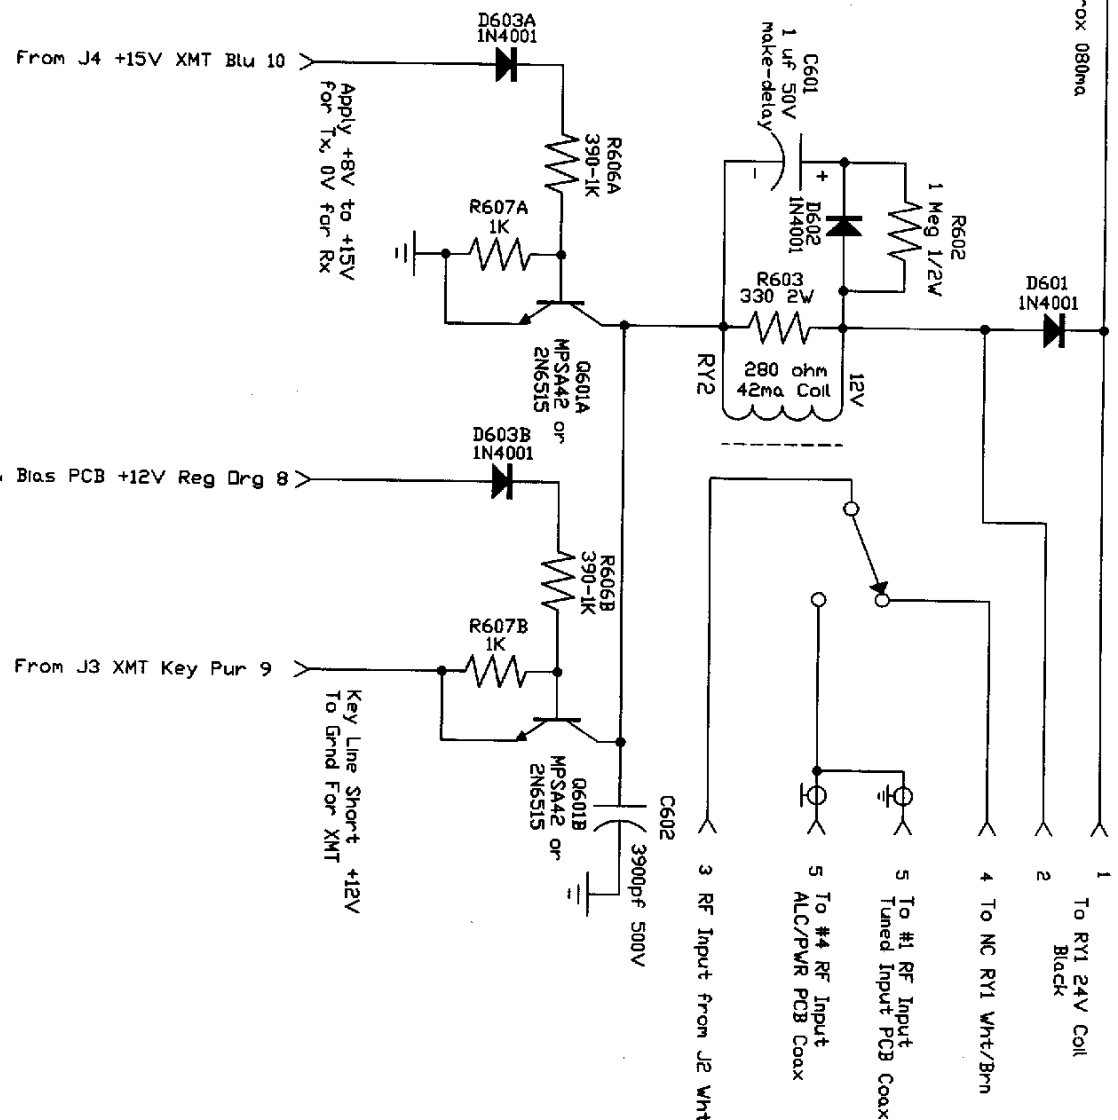 D603A
1N4001
From J4 +15V XMT Blu 10
Apply +8V to +15V
for Tx, 0V for Rx
R606A
390-1K
R607A
1K
Q601A
MPSA42 or
2N6515
C601
1 uf 50V
make-delay
-
+
D602
1N4001
R602
1 Meg 1/2W
R603
330 2W
RY2
280 ohm
42ma Coil
12V
D601
1N4001
080ma
D603B
1N4001
Bias PCB +12V Reg Org 8
R606B
390-1K
R607B
1K
From J3 XMT Key Pur 9
Key Line Short +12V
To Grnd For XMT
Q601B
MPSA42 or
2N6515
C602
3900pf 500V
3 RF Input from J2 Wht
5 To #4 RF Input
ALC/PWR PCB Coax
5 To #1 RF Input
Tuned Input PCB Coax
4 To NC RY1 Wht/Brn
2
1 To RY1 24V Coil
Black